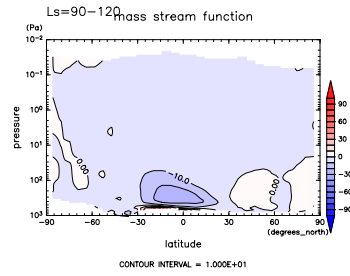 Ls=90-120
mass stream function
(Pa)
10⁻²
10⁻¹
10⁰
10¹
10²
10³
pressure
0.00
-10.0
0.00
90
60
30
0
-30
-60
-90
-90 -60 -30 0 30 60 90
(degrees_north)
latitude
CONTOUR INTERVAL = 1.000E+01